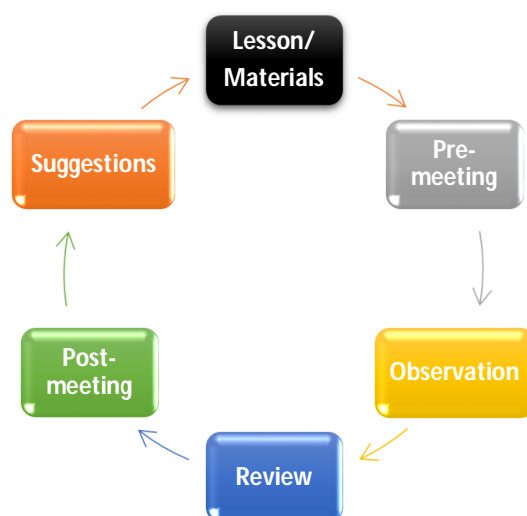 Lesson/
Materials
Pre-
meeting
Observation
Review
Post-
meeting
Suggestions